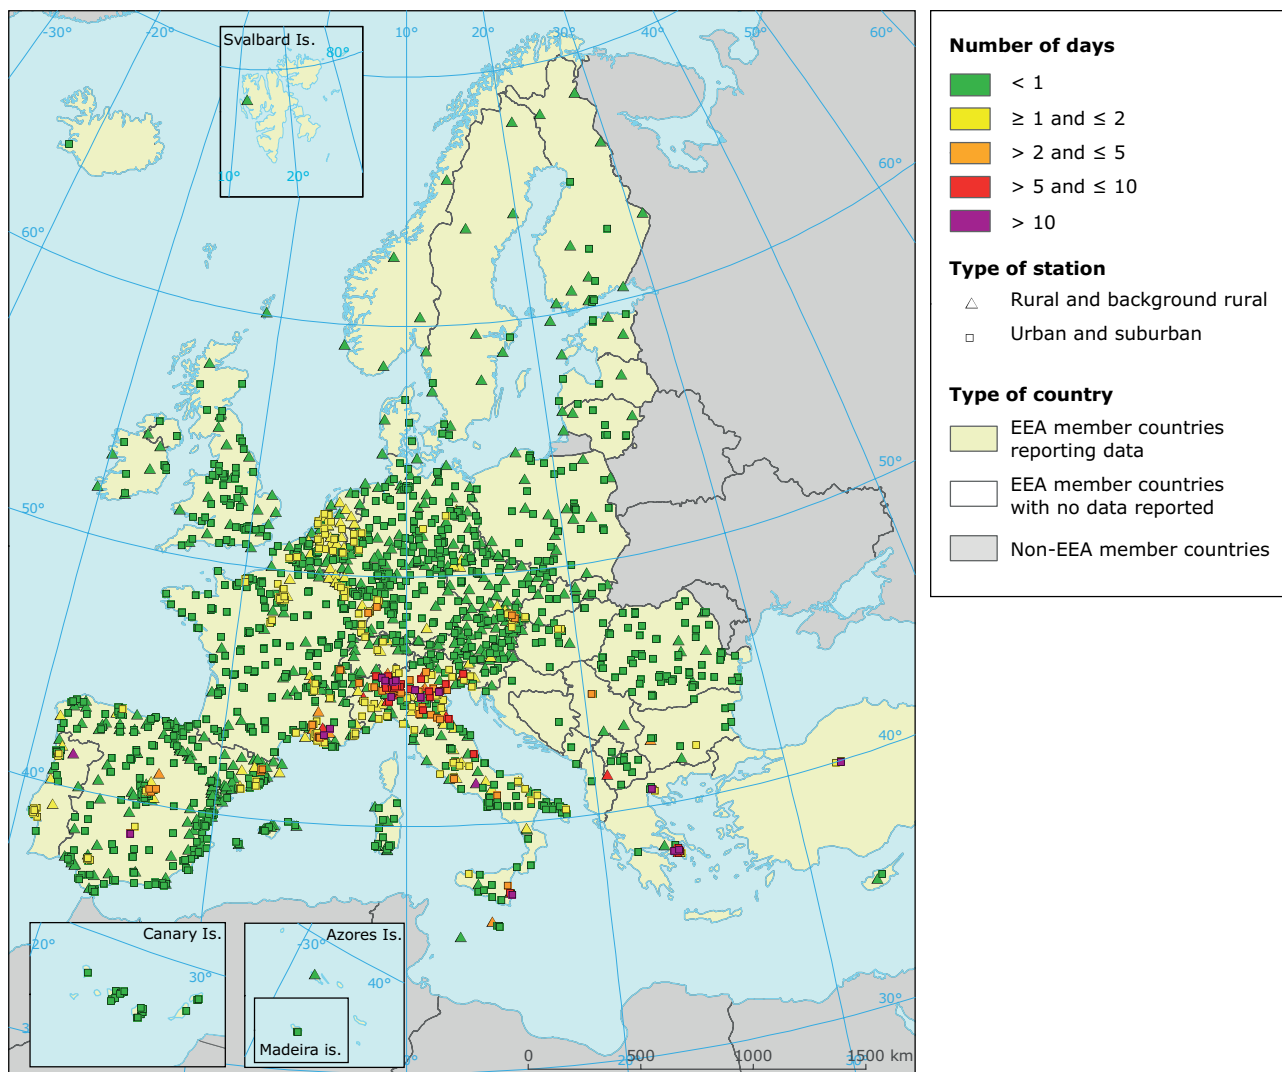 -30°
-20°
10°
20°
30°
40°
50°
60°
Svalbard Is.
80°
10°
20°
60°
60°
50°
50°
40°
40°
30°
Canary Is.
20°
30°
Azores Is.
-30°
40°
Madeira is.
0
500
1000
1500 km
Number of days
< 1
≥ 1 and ≤ 2
> 2 and ≤ 5
> 5 and ≤ 10
> 10
Type of station
Rural and background rural
Urban and suburban
Type of country
EEA member countries
reporting data
EEA member countries
with no data reported
Non-EEA member countries